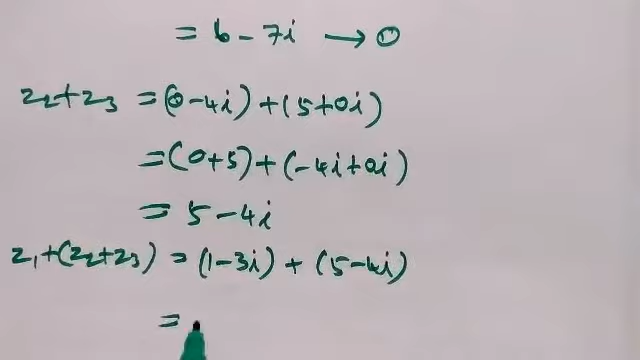 = 6 - 7i → ①
z₂+z₃ = (0-4i) + (5+0i)
= (0+5) + (-4i+0i)
= 5 - 4i
z₁+(z₂+z₃) = (1-3i) + (5-4i)
=